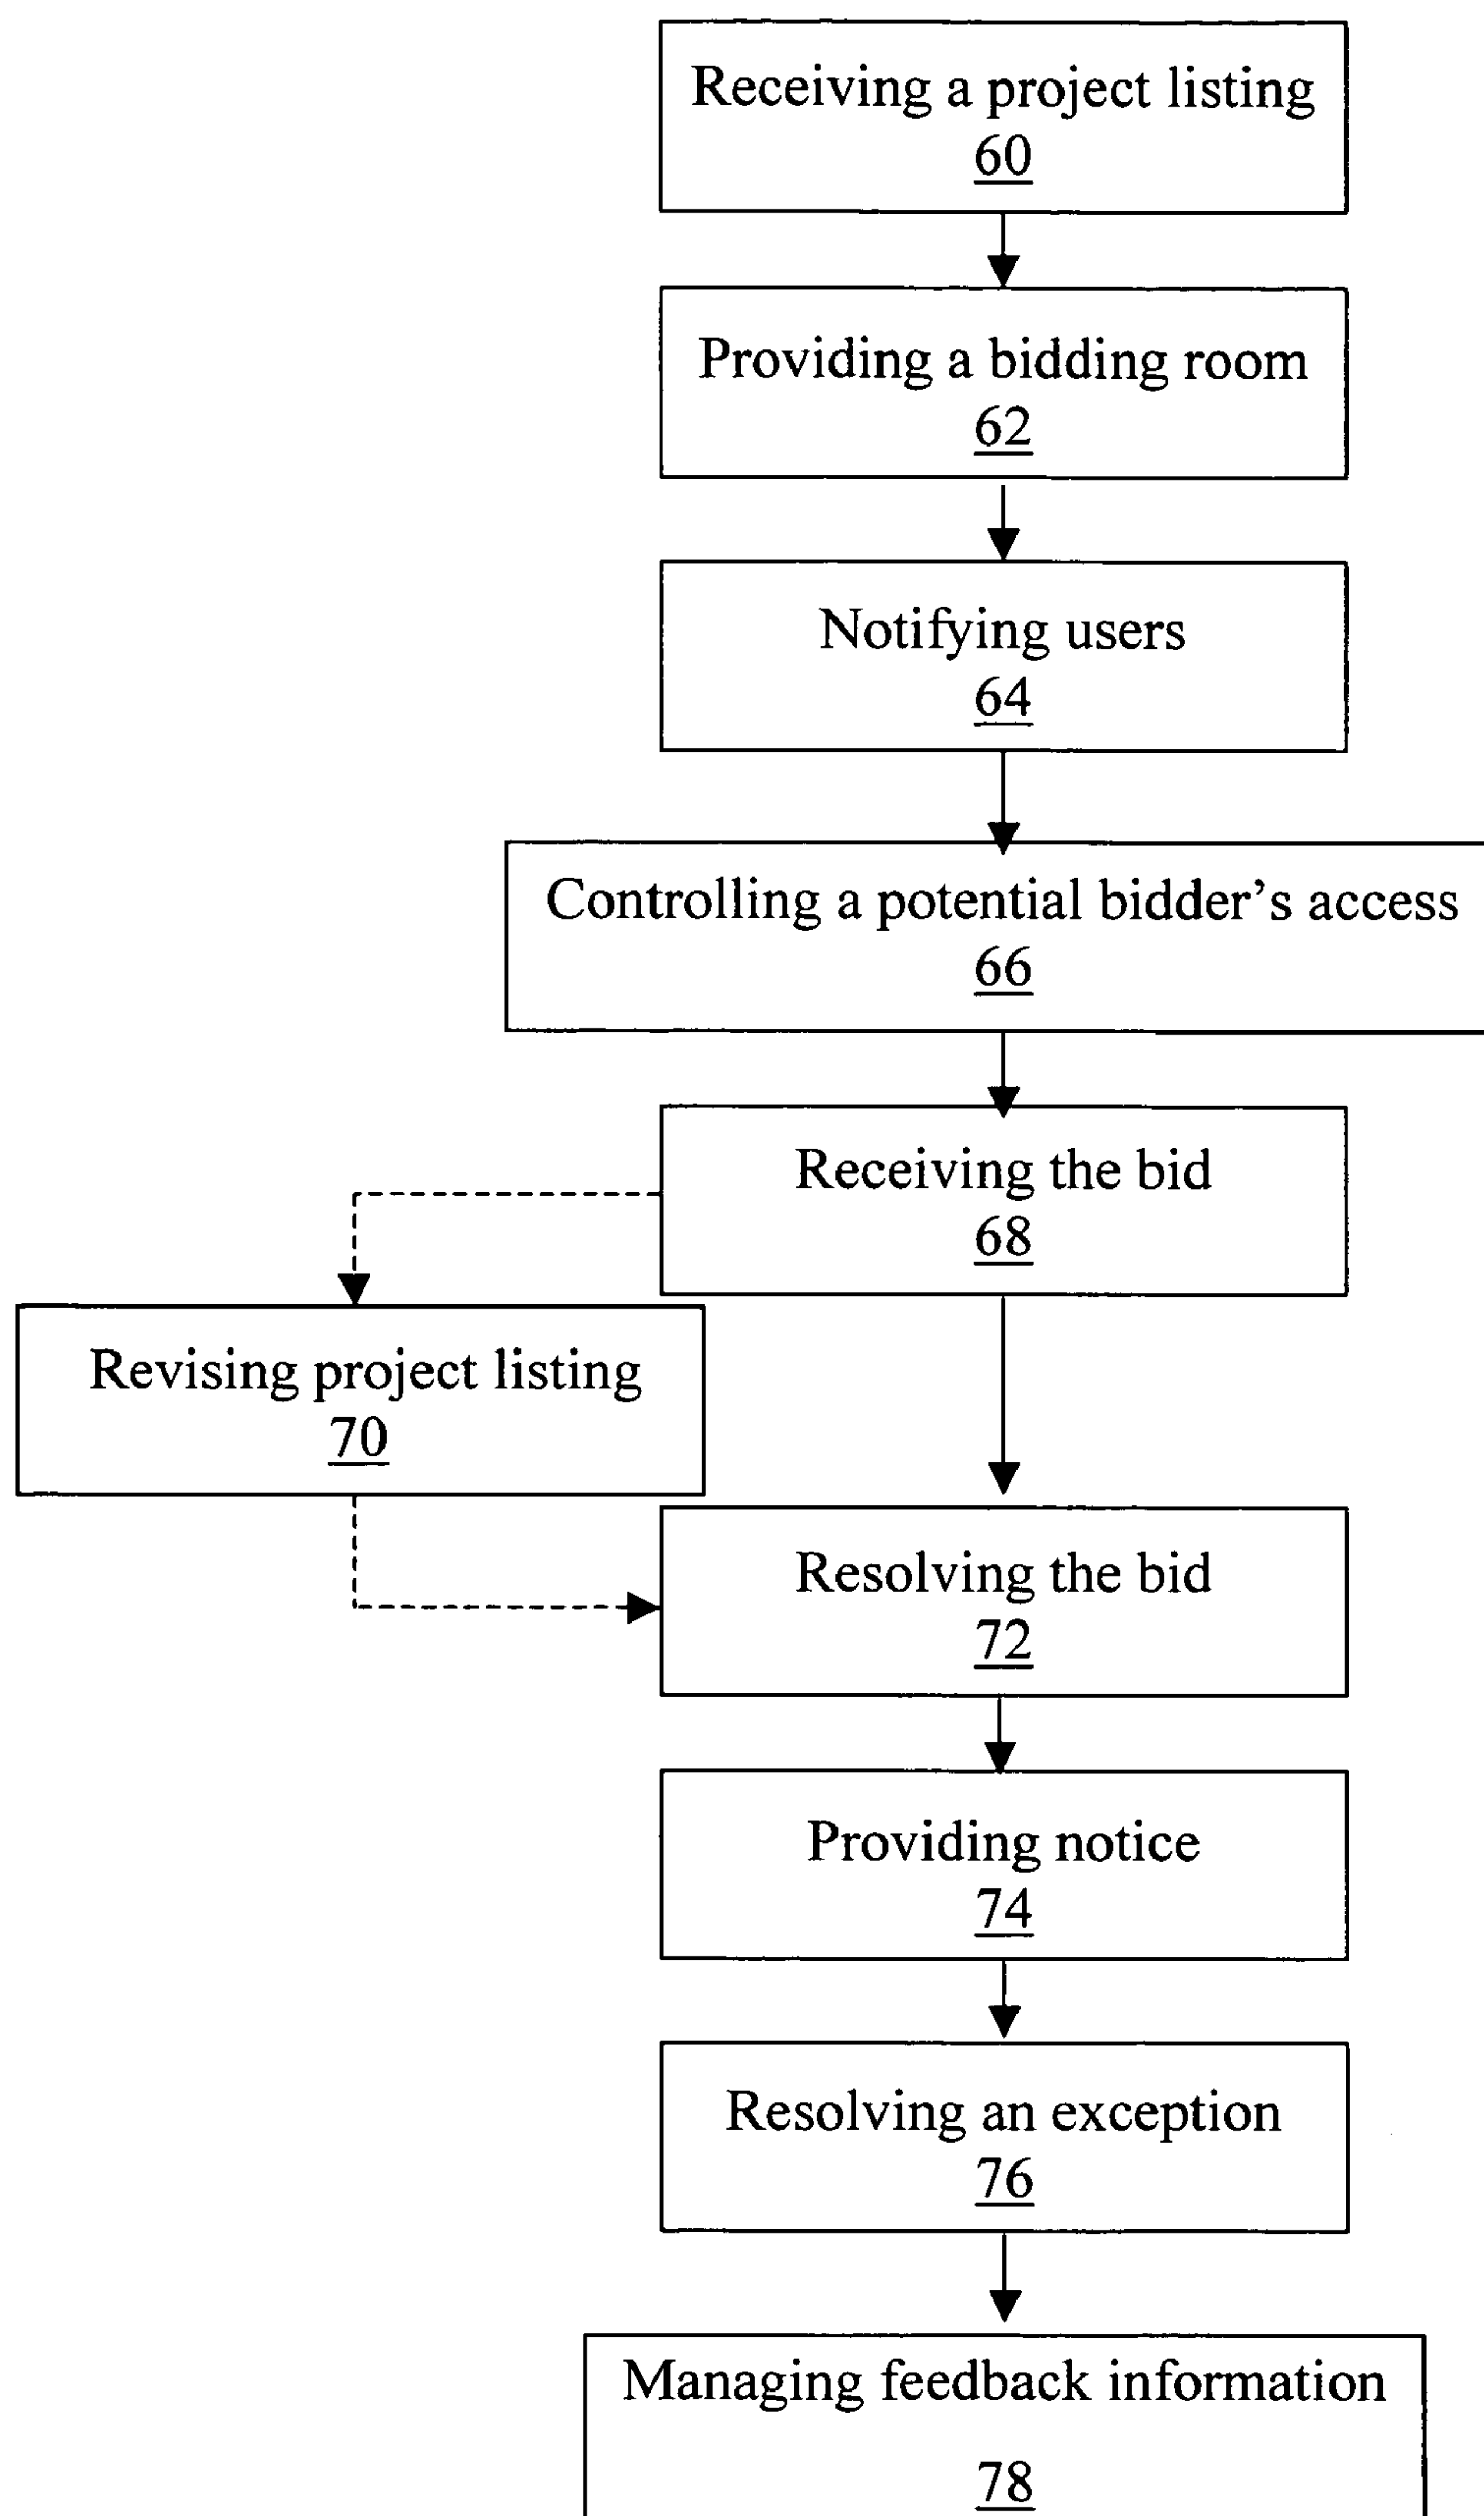 Receiving a project listing
60
Providing a bidding room
62
Notifying users
64
Controlling a potential bidder’s access
66
Receiving the bid
68
Revising project listing
70
Resolving the bid
72
Providing notice
74
Resolving an exception
76
Managing feedback information
78